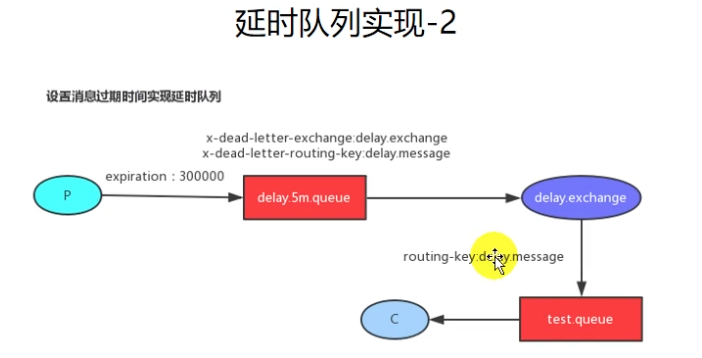 延时队列实现-2
设置消息过期时间实现延时队列
x-dead-letter-exchange:delay.exchange
x-dead-letter-routing-key:delay.message
expiration：300000
P
delay.5m.queue
delay.exchange
routing-key:delay.message
C
test.queue